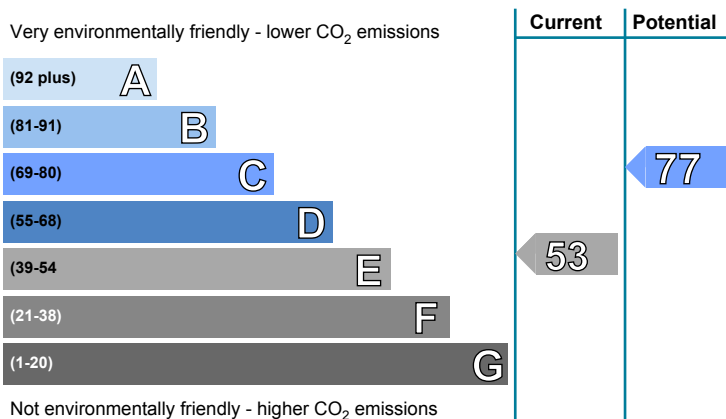 Current Potential
Very environmentally friendly - lower CO2 emissions
(92 plus) A
(81-91) B
(69-80) C
77
(55-68) D
(39-54 E
53
(21-38) F
(1-20) G
Not environmentally friendly - higher CO2 emissions